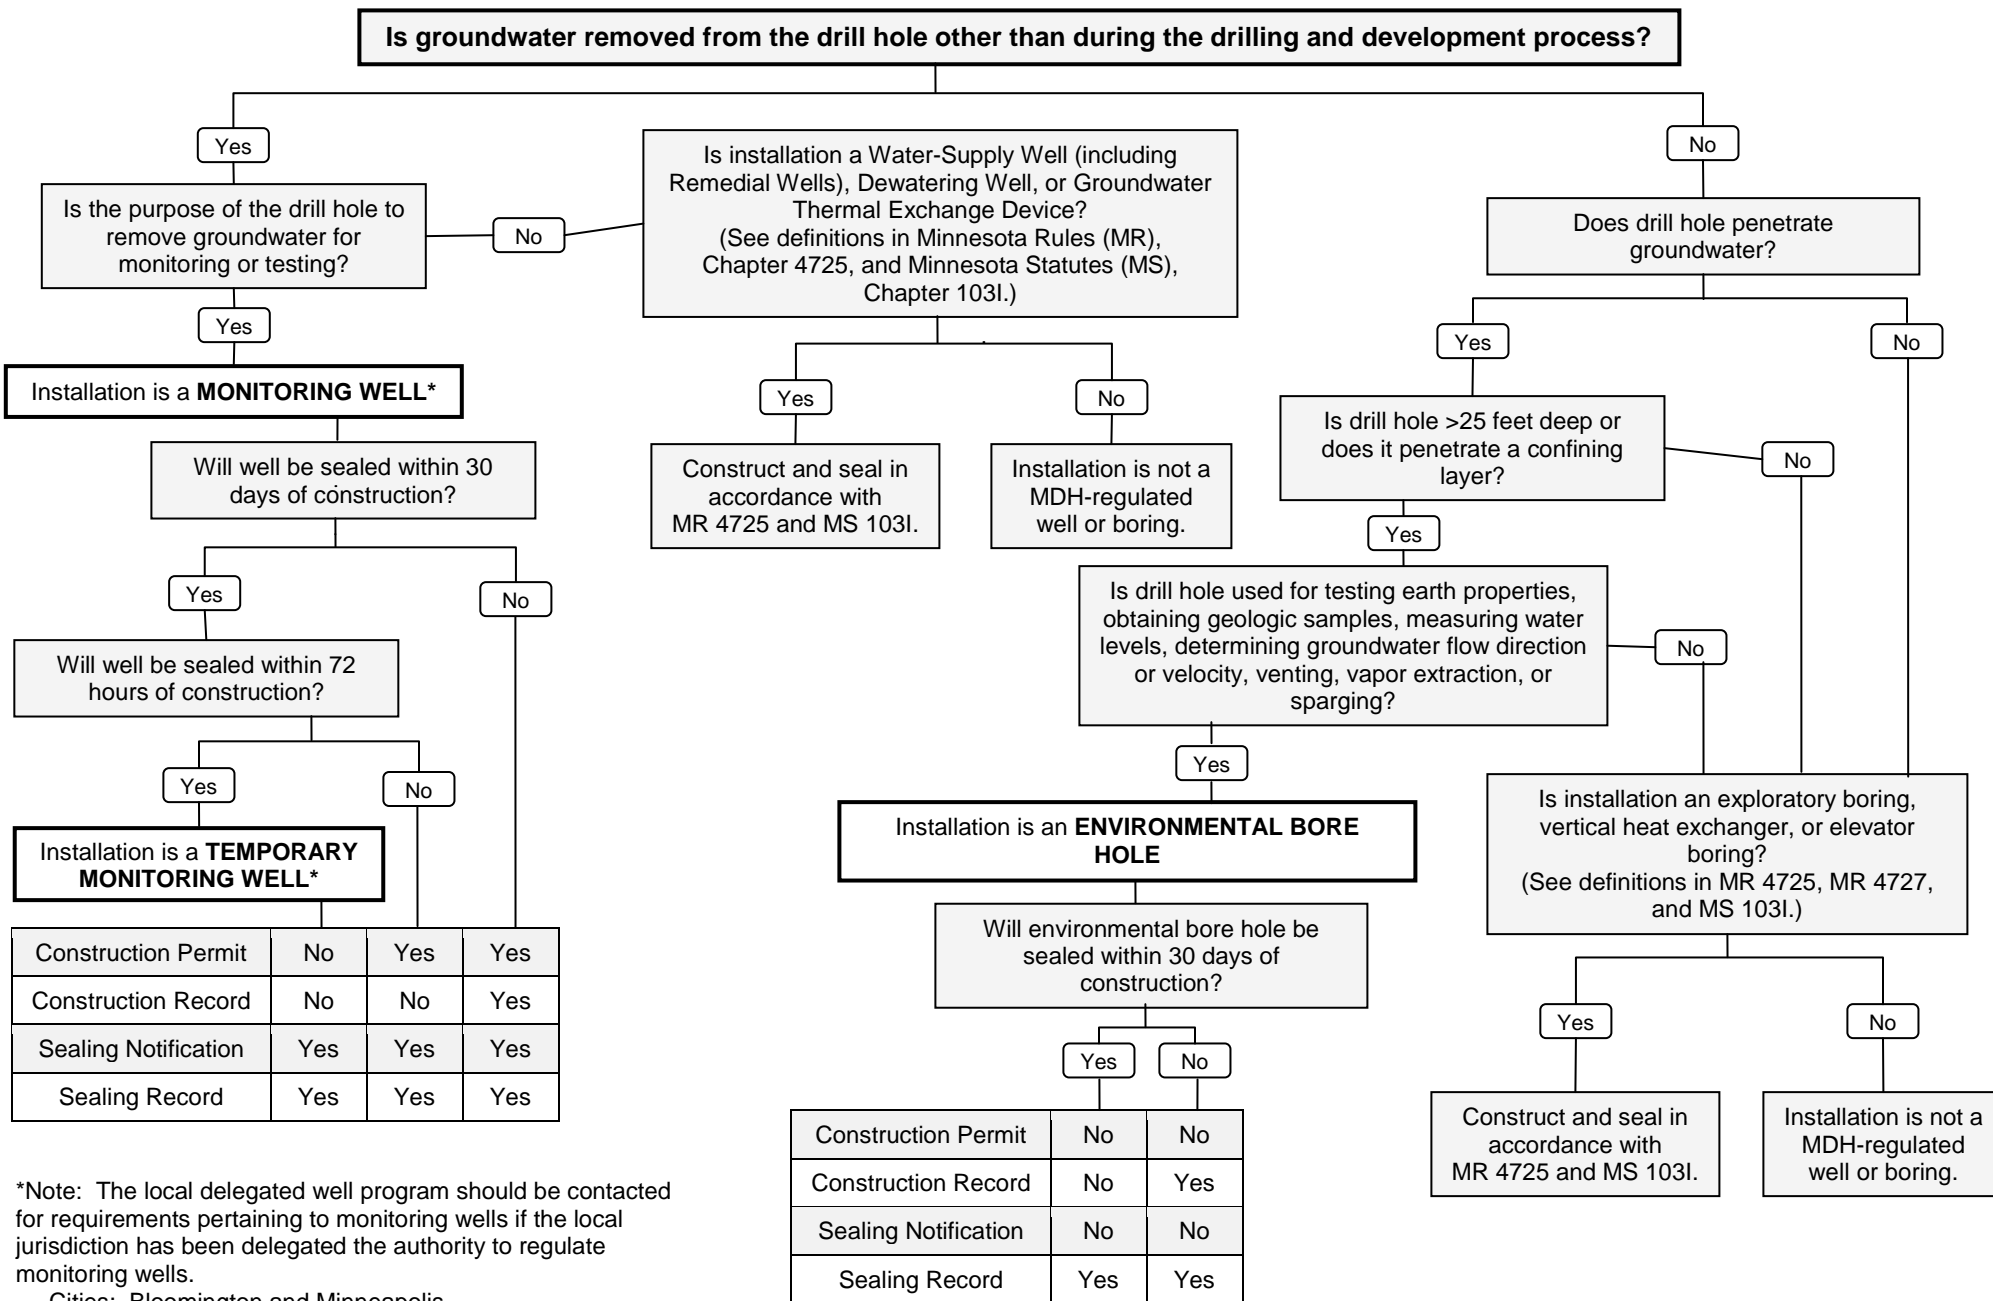 Is groundwater removed from the drill hole other than during the drilling and development process?
Yes
No
Is the purpose of the drill hole to
remove groundwater for
monitoring or testing?
No
Is installation a Water-Supply Well (including
Remedial Wells), Dewatering Well, or Groundwater
Thermal Exchange Device?
(See definitions in Minnesota Rules (MR),
Chapter 4725, and Minnesota Statutes (MS),
Chapter 103I.)
Does drill hole penetrate
groundwater?
Yes
Yes
No
Installation is a MONITORING WELL*
Yes
No
Is drill hole >25 feet deep or
does it penetrate a confining
layer?
No
Will well be sealed within 30
days of construction?
Construct and seal in
accordance with
MR 4725 and MS 103I.
Installation is not a
MDH-regulated
well or boring.
Yes
Yes
No
Is drill hole used for testing earth properties,
obtaining geologic samples, measuring water
levels, determining groundwater flow direction
or velocity, venting, vapor extraction, or
sparging?
No
Will well be sealed within 72
hours of construction?
Yes
No
Yes
Installation is a TEMPORARY
MONITORING WELL*
Installation is an ENVIRONMENTAL BORE
HOLE
Is installation an exploratory boring,
vertical heat exchanger, or elevator
boring?
(See definitions in MR 4725, MR 4727,
and MS 103I.)
Construction Permit No Yes Yes
Construction Record No No Yes
Sealing Notification Yes Yes Yes
Sealing Record Yes Yes Yes
Will environmental bore hole be
sealed within 30 days of
construction?
Yes
No
Yes
No
Construction Permit No No
Construction Record No Yes
Sealing Notification No No
Sealing Record Yes Yes
Construct and seal in
accordance with
MR 4725 and MS 103I.
Installation is not a
MDH-regulated
well or boring.
*Note: The local delegated well program should be contacted
for requirements pertaining to monitoring wells if the local
jurisdiction has been delegated the authority to regulate
monitoring wells.
Cities: Bloomington and Minneapolis